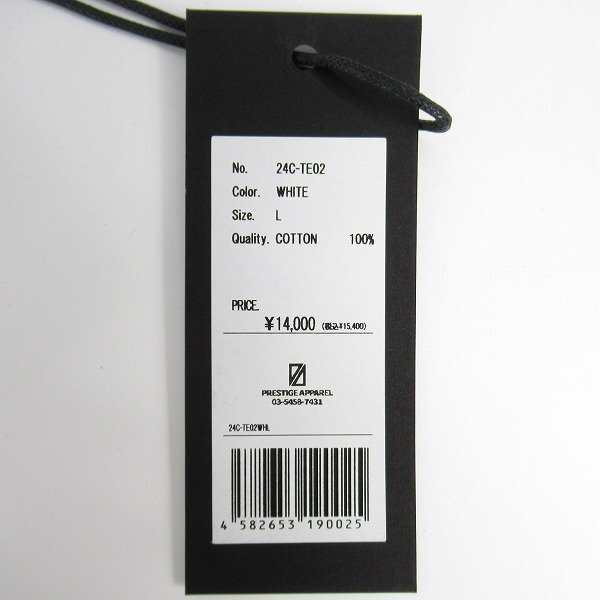 No. 24C-TE02
Color. WHITE
Size. L
Quality. COTTON 100%
PRICE.
¥14,000 (税込¥15,400)
PRESTIGE APPAREL
03-5458-7431
24C-TE02WHL
4 582653 190025